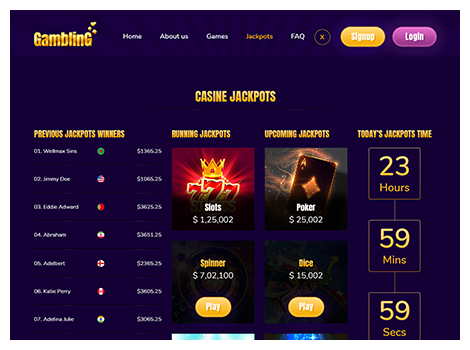 GamblinG
Home About us Games Jackpots FAQ X Signup Login
CASINE JACKPOTS
PREVIOUS JACKPOTS WINNERS
01. Wellmax Sins $1365.25
02. Jimmy Doe $1065.25
03. Eddie Adward $3625.25
04. Abraham $3651.25
05. Adelbert $2365.25
06. Katie Perry $3605.25
07. Adelina Julie $3065.25
RUNNING JACKPOTS
777
Slots
$ 1,25,002
Spinner
$ 7,02,100
Play
UPCOMING JACKPOTS
Poker
$ 25,002
Dice
$ 15,002
Play
TODAY'S JACKPOTS TIME
23
Hours
59
Mins
59
Secs